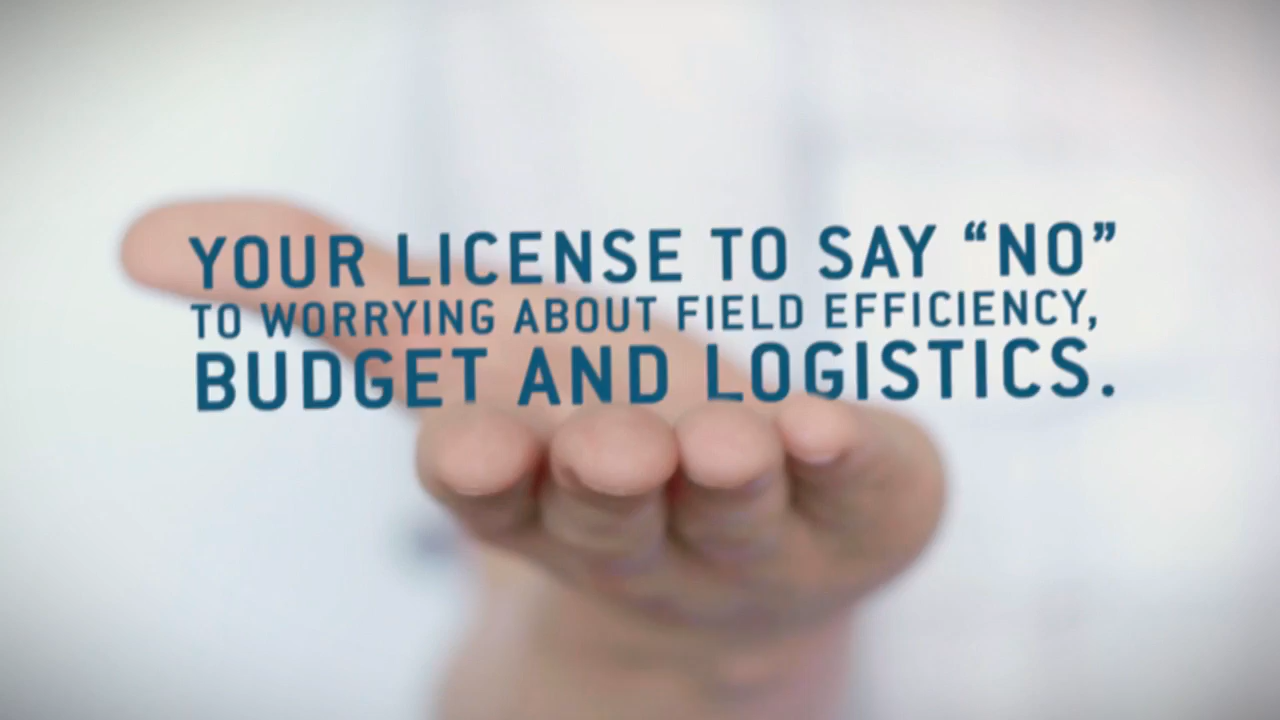 YOUR LICENSE TO SAY “NO”
TO WORRYING ABOUT FIELD EFFICIENCY,
BUDGET AND LOGISTICS.